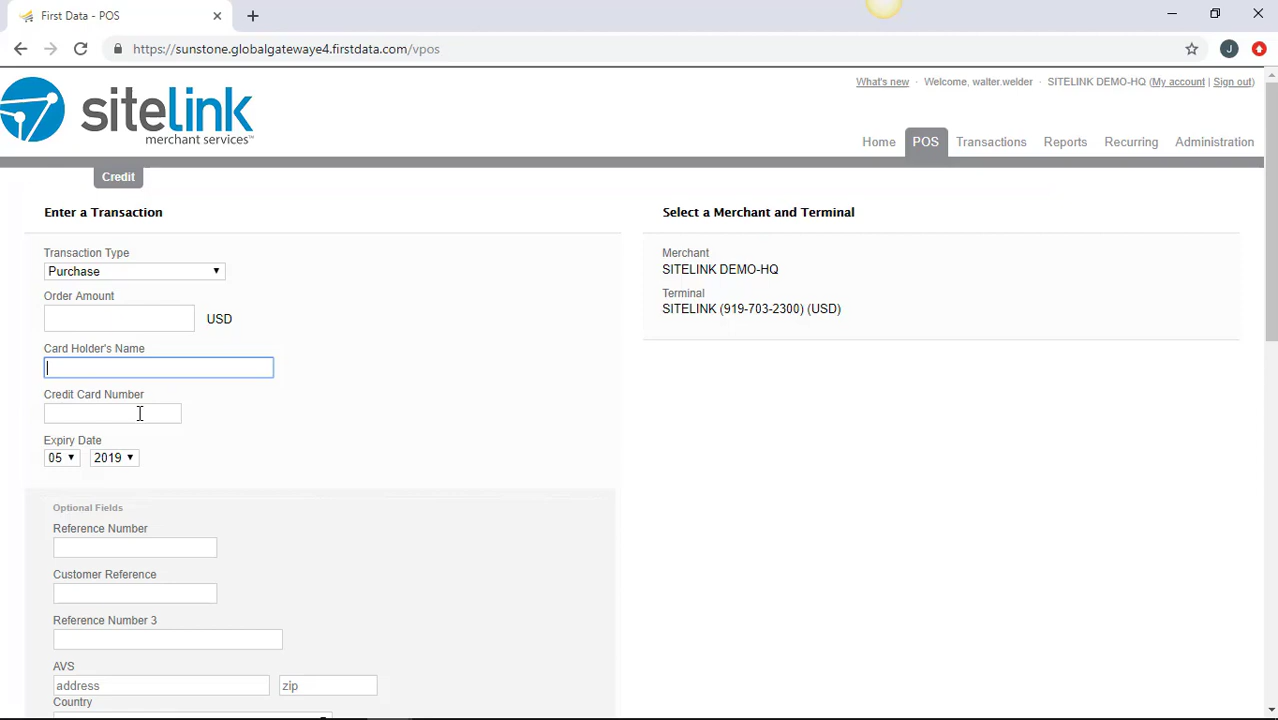 First Data - POS
https://sunstone.globalgatewaye4.firstdata.com/vpos
J
sitelink
merchant services™
What's new · Welcome, walter.welder · SITELINK DEMO-HQ (My account | Sign out)
Home POS Transactions Reports Recurring Administration
Credit
Enter a Transaction
Transaction Type
Purchase
Order Amount
USD
Card Holder's Name
Credit Card Number
Expiry Date
05 2019
Optional Fields
Reference Number
Customer Reference
Reference Number 3
AVS
address zip
Country
Select a Merchant and Terminal
Merchant
SITELINK DEMO-HQ
Terminal
SITELINK (919-703-2300) (USD)